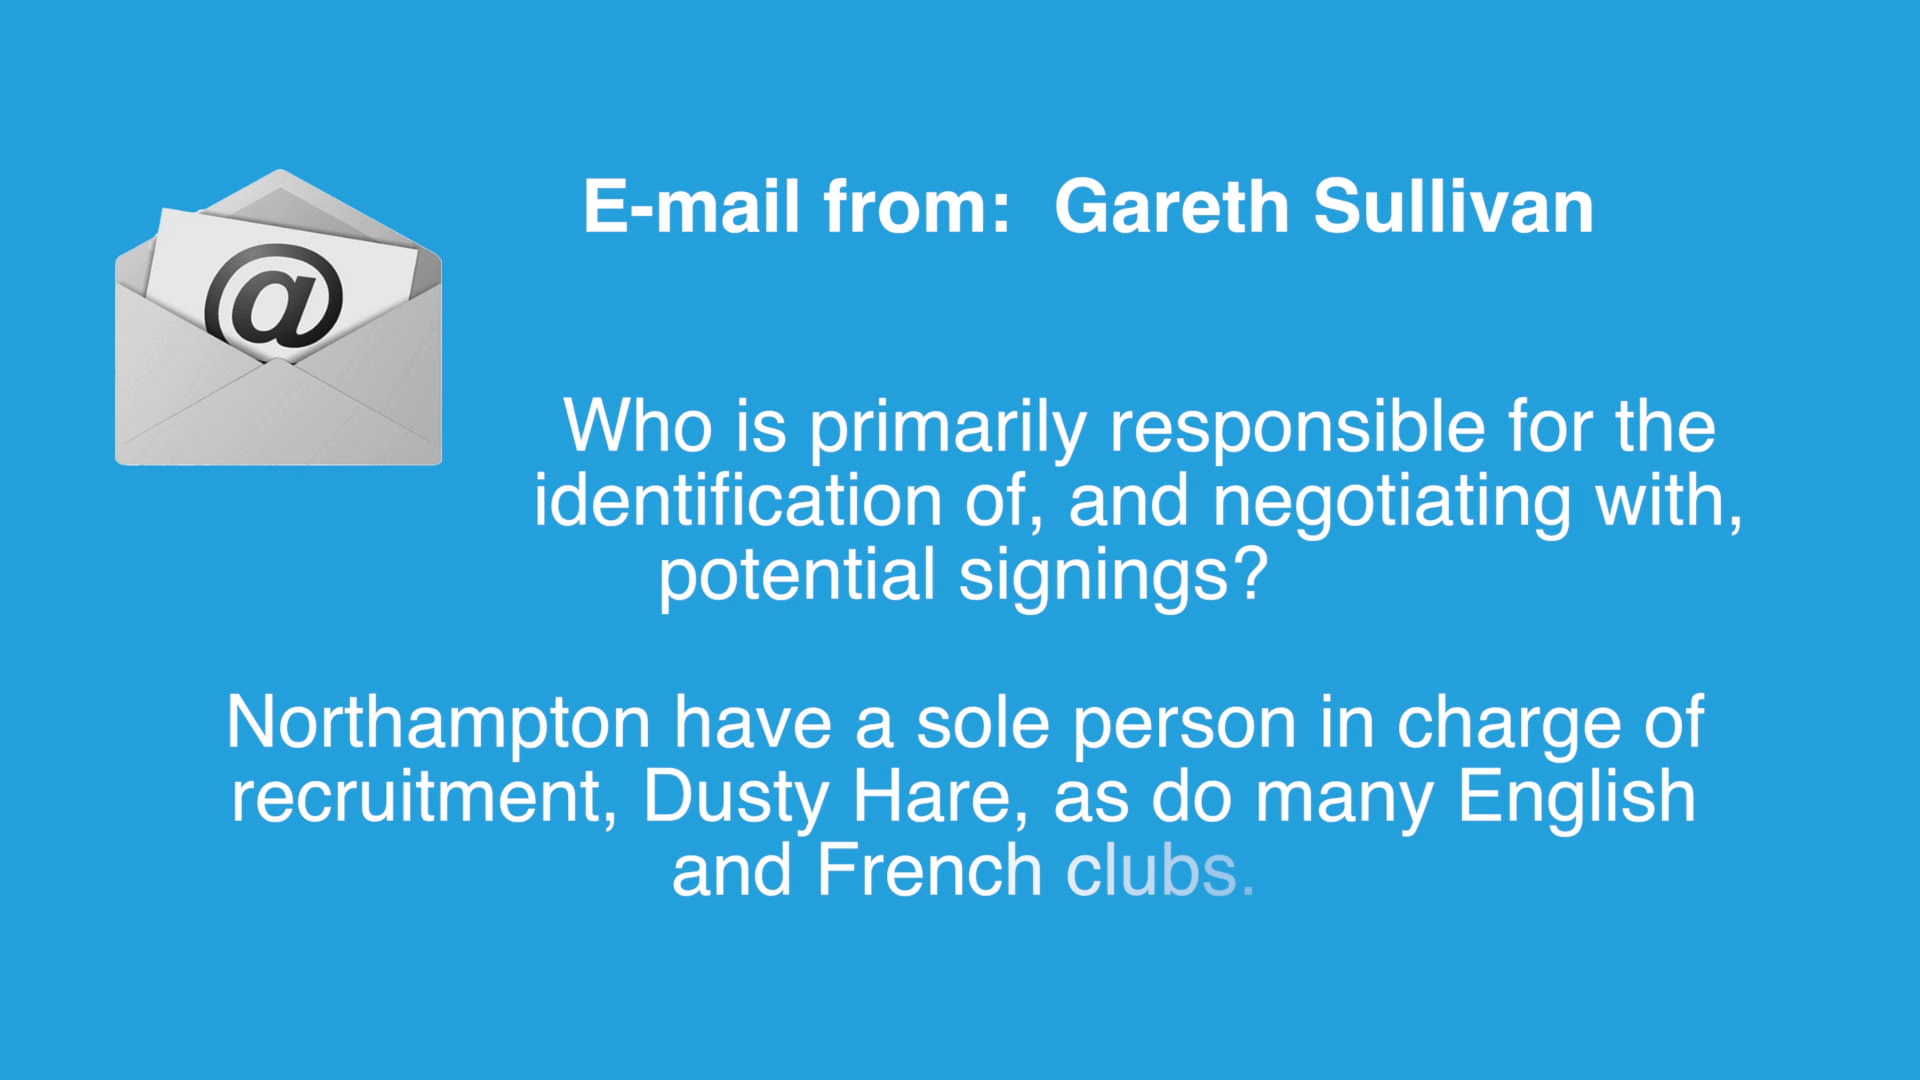 @
E-mail from: Gareth Sullivan
Who is primarily responsible for the
identification of, and negotiating with,
potential signings?
Northampton have a sole person in charge of
recruitment, Dusty Hare, as do many English
and French clubs.